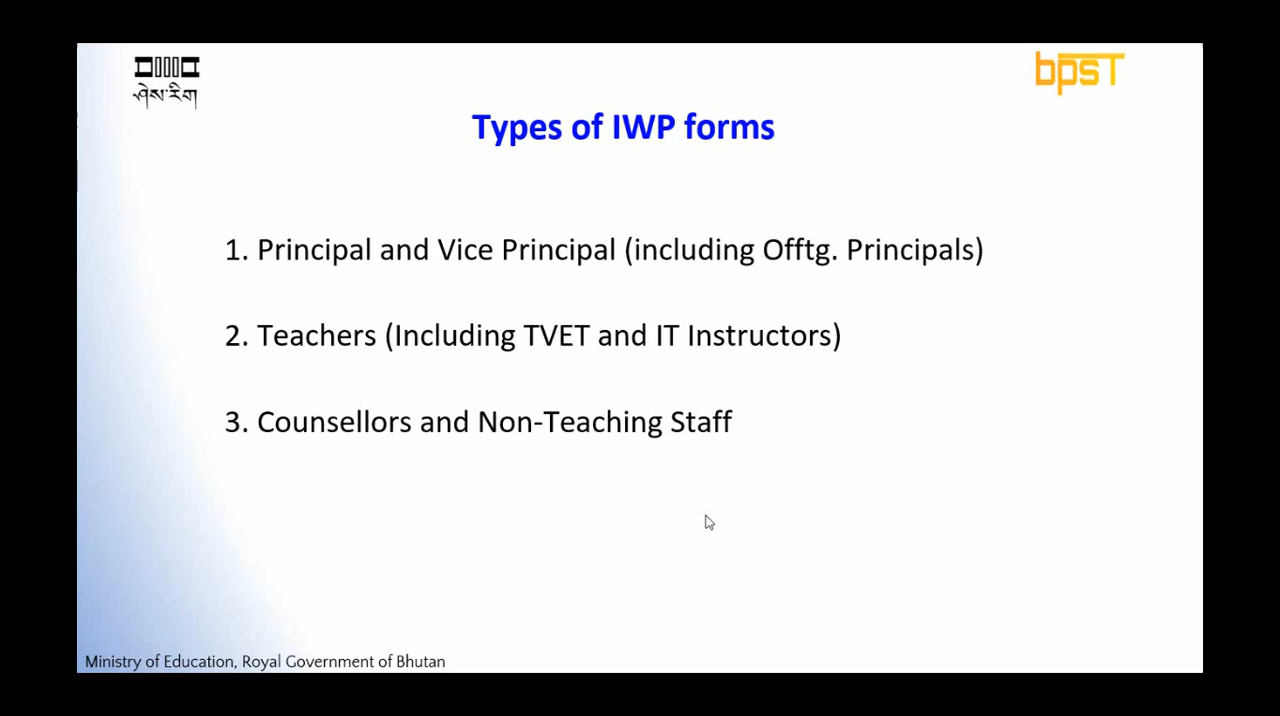 ཤེས་རིག
bpsT
Types of IWP forms
1. Principal and Vice Principal (including Offtg. Principals)
2. Teachers (Including TVET and IT Instructors)
3. Counsellors and Non-Teaching Staff
Ministry of Education, Royal Government of Bhutan